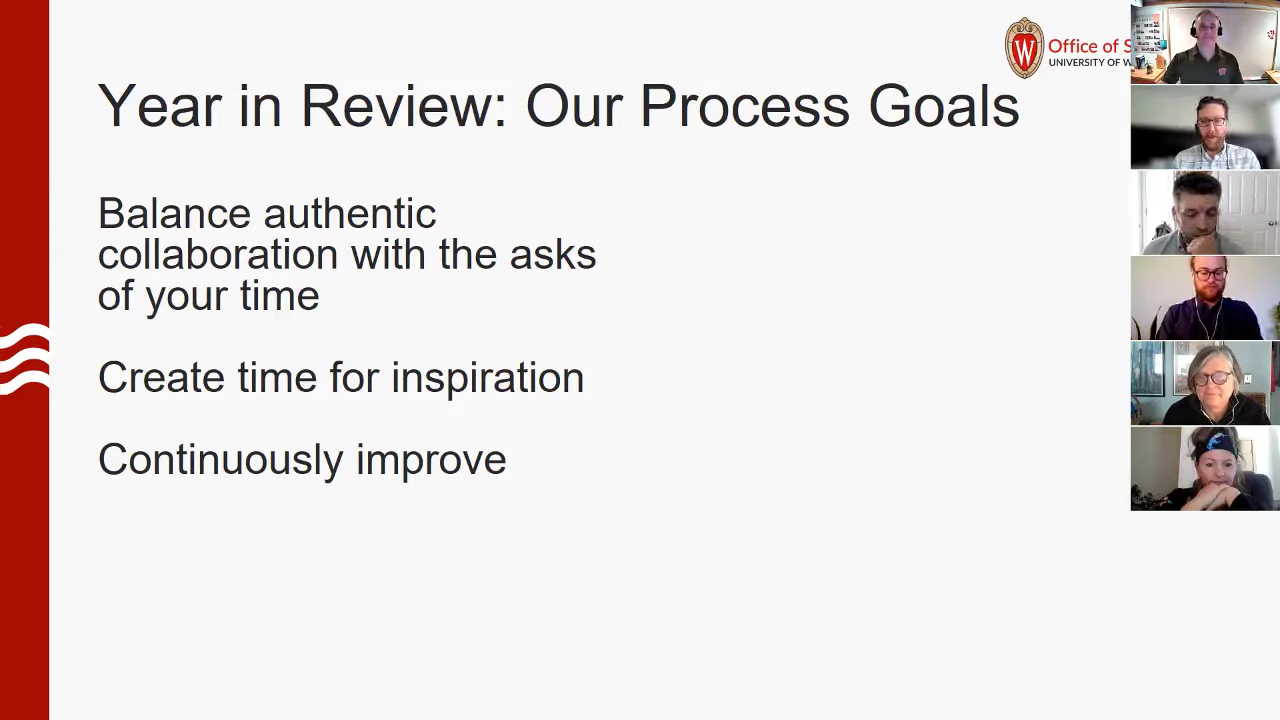 Office of
UNIVERSITY OF
Year in Review: Our Process Goals
Balance authentic
collaboration with the asks
of your time
Create time for inspiration
Continuously improve